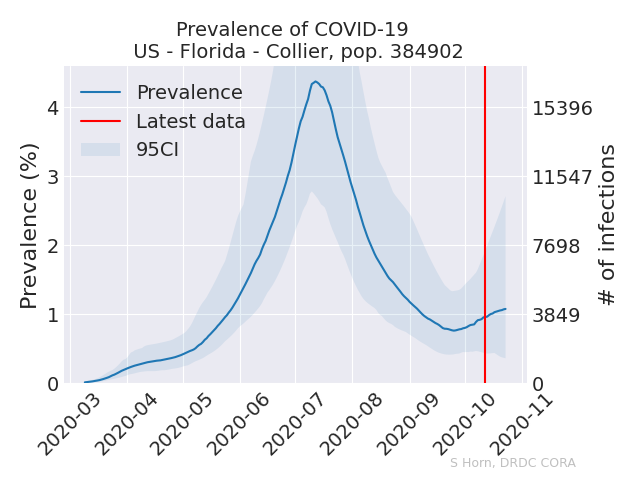 Prevalence of COVID-19
US - Florida - Collier, pop. 384902
Prevalence
Latest data
95CI
Prevalence (%)
4
3
2
1
0
15396
11547
7698
3849
0
# of infections
2020-03
2020-04
2020-05
2020-06
2020-07
2020-08
2020-09
2020-10
2020-11
S Horn, DRDC CORA